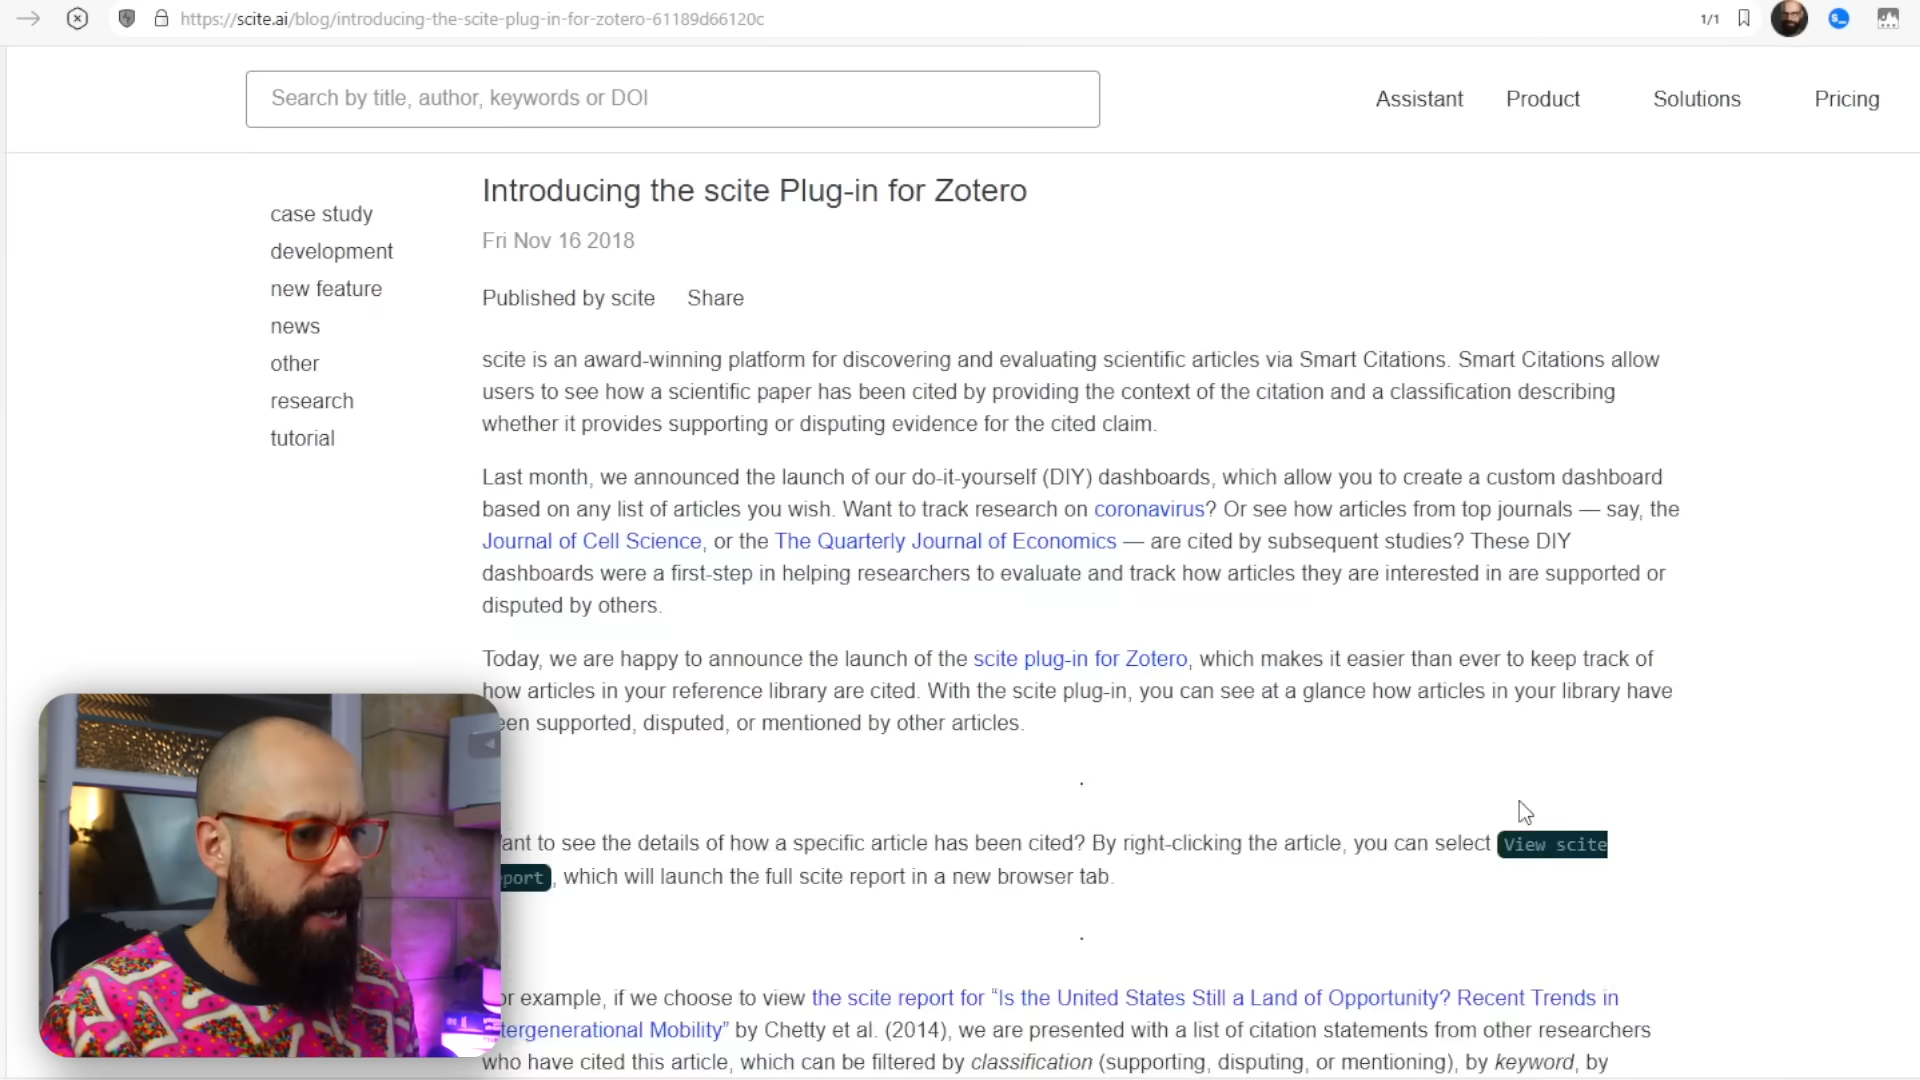 https://scite.ai/blog/introducing-the-scite-plug-in-for-zotero-61189d66120c
1/1
Search by title, author, keywords or DOI
Assistant Product Solutions Pricing
case study
development
new feature
news
other
research
tutorial
Introducing the scite Plug-in for Zotero
Fri Nov 16 2018
Published by scite Share
scite is an award-winning platform for discovering and evaluating scientific articles via Smart Citations. Smart Citations allow
users to see how a scientific paper has been cited by providing the context of the citation and a classification describing
whether it provides supporting or disputing evidence for the cited claim.
Last month, we announced the launch of our do-it-yourself (DIY) dashboards, which allow you to create a custom dashboard
based on any list of articles you wish. Want to track research on coronavirus? Or see how articles from top journals — say, the
Journal of Cell Science, or the The Quarterly Journal of Economics — are cited by subsequent studies? These DIY
dashboards were a first-step in helping researchers to evaluate and track how articles they are interested in are supported or
disputed by others.
Today, we are happy to announce the launch of the scite plug-in for Zotero, which makes it easier than ever to keep track of
how articles in your reference library are cited. With the scite plug-in, you can see at a glance how articles in your library have
een supported, disputed, or mentioned by other articles.
.
ant to see the details of how a specific article has been cited? By right-clicking the article, you can select View scite
port, which will launch the full scite report in a new browser tab.
.
or example, if we choose to view the scite report for “Is the United States Still a Land of Opportunity? Recent Trends in
tergenerational Mobility” by Chetty et al. (2014), we are presented with a list of citation statements from other researchers
who have cited this article, which can be filtered by classification (supporting, disputing, or mentioning), by keyword, by